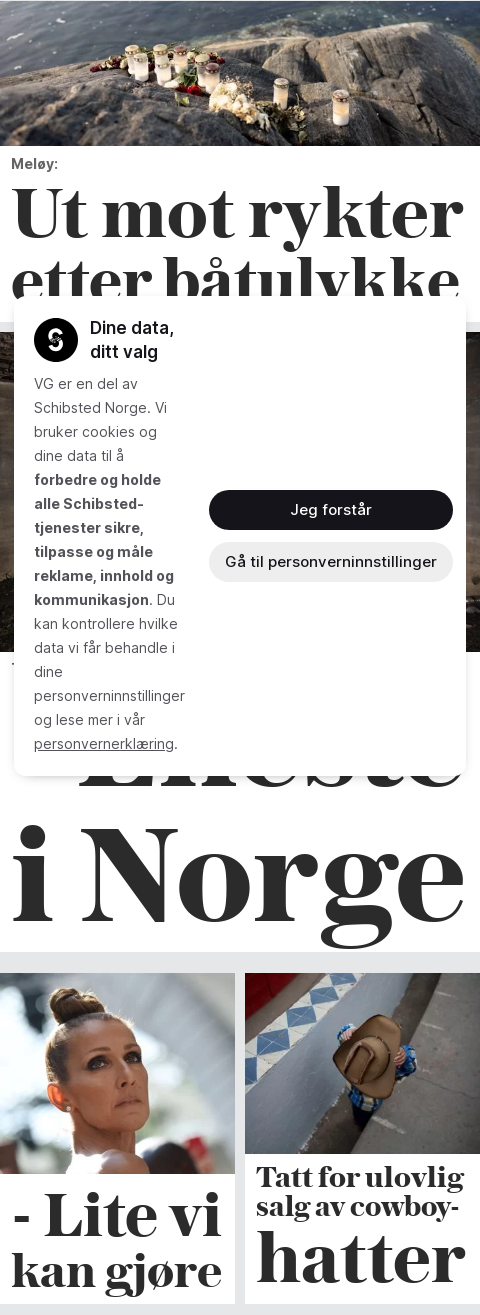 Meløy:
Ut mot rykter
etter båtulykke
Dine data,
ditt valg
VG er en del av
Schibsted Norge. Vi
bruker cookies og
dine data til å
forbedre og holde
alle Schibsted-
tjenester sikre,
tilpasse og måle
reklame, innhold og
kommunikasjon. Du
kan kontrollere hvilke
data vi får behandle i
dine
personverninnstillinger
og lese mer i vår
personvernerklæring.
Jeg forstår
Gå til personverninnstillinger
i Norge
- Lite vi
kan gjøre
Tatt for ulovlig
salg av cowboy-
hatter